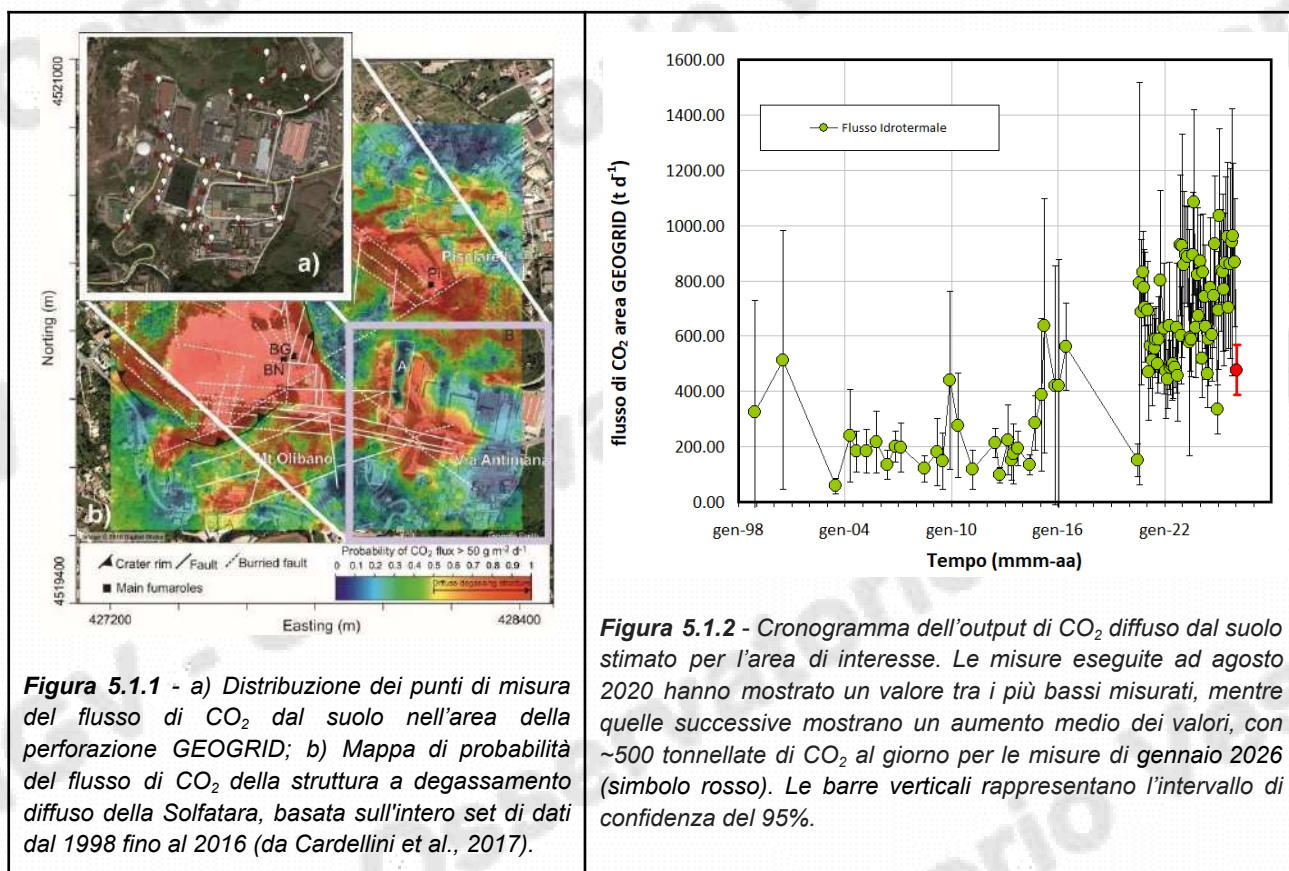 a)
4521000
Pisciarelli
PI
B
BG
BN
A
Mt Olibano
Via Antiniana
A
b)
Norting (m)
4519400
Crater rim Fault Burried fault
Main fumaroles
Probability of CO₂ flux > 50 g m⁻² d⁻¹
0 0.1 0.2 0.3 0.4 0.5 0.6 0.7 0.8 0.9 1
Diffuse degassing structure
427200 428400
Easting (m)
Figura 5.1.1 - a) Distribuzione dei punti di misura
del flusso di CO₂ dal suolo nell'area della
perforazione GEOGRID; b) Mappa di probabilità
del flusso di CO₂ della struttura a degassamento
diffuso della Solfatara, basata sull'intero set di dati
dal 1998 fino al 2016 (da Cardellini et al., 2017).
flusso di CO₂ area GEOGRID (t d⁻¹)
1600.00
1400.00
1200.00
1000.00
800.00
600.00
400.00
200.00
0.00
Flusso Idrotermale
gen-98 gen-04 gen-10 gen-16 gen-22
Tempo (mmm-aa)
Figura 5.1.2 - Cronogramma dell'output di CO₂ diffuso dal suolo
stimato per l'area di interesse. Le misure eseguite ad agosto
2020 hanno mostrato un valore tra i più bassi misurati, mentre
quelle successive mostrano un aumento medio dei valori, con
~500 tonnellate di CO₂ al giorno per le misure di gennaio 2026
(simbolo rosso). Le barre verticali rappresentano l'intervallo di
confidenza del 95%.